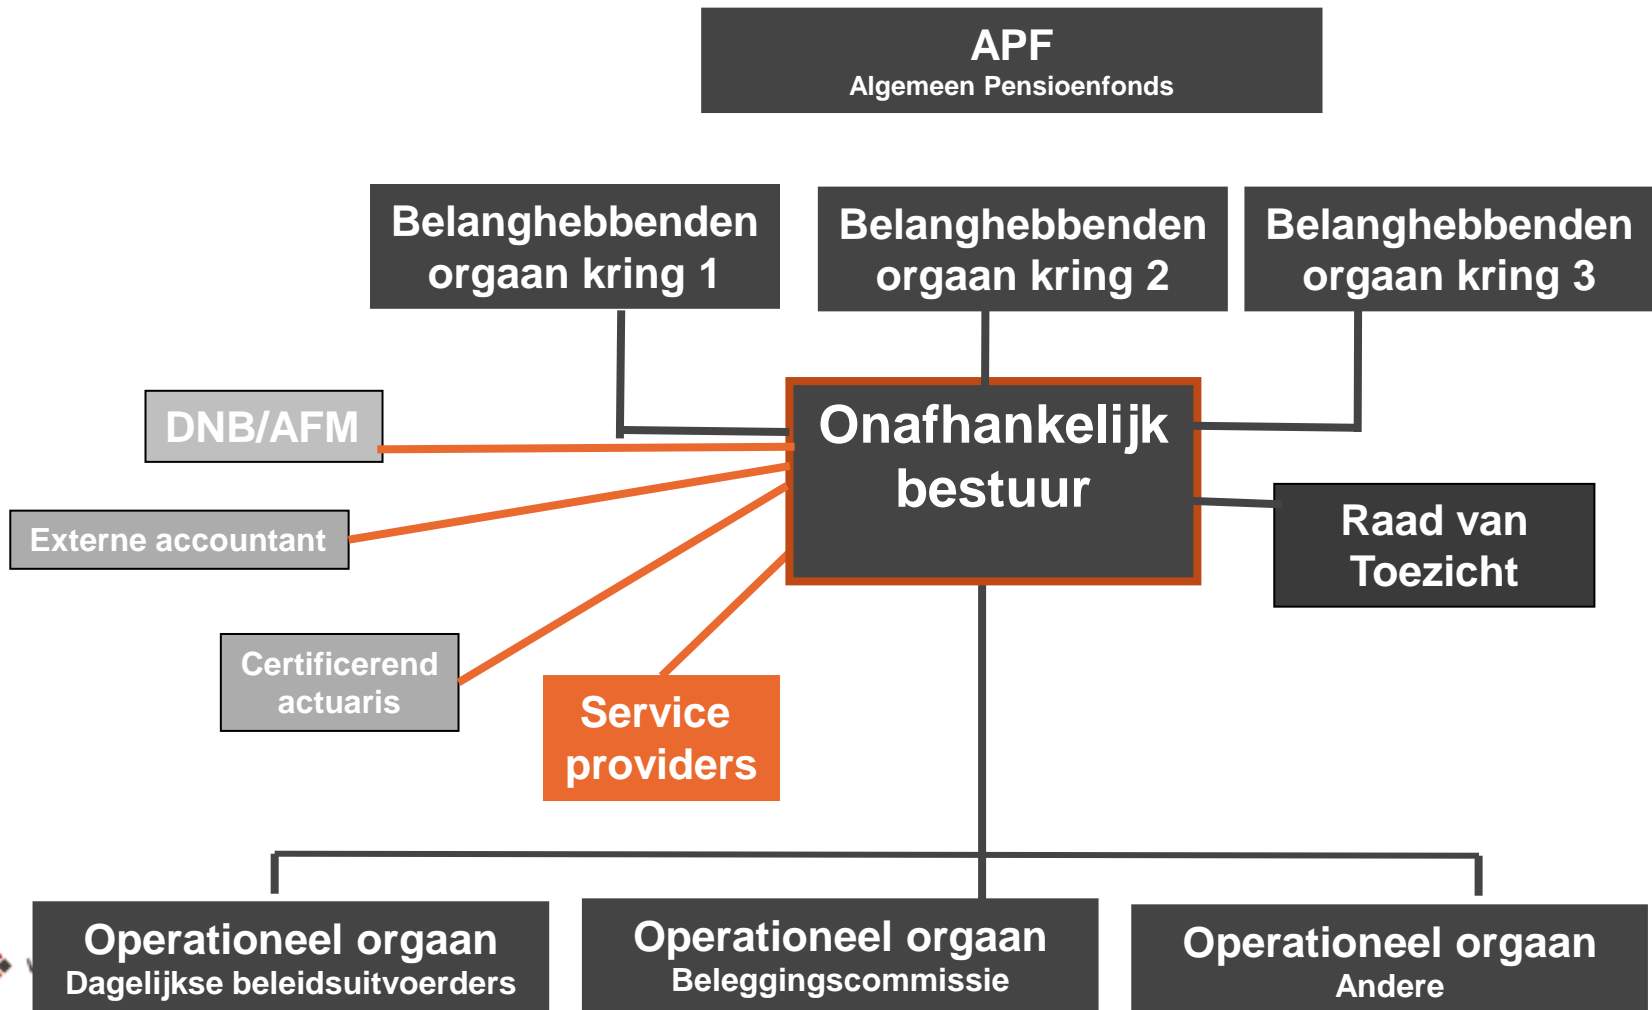 APF
Algemeen Pensioenfonds
Belanghebbenden
orgaan kring 1
Belanghebbenden
orgaan kring 2
Belanghebbenden
orgaan kring 3
DNB/AFM
Onafhankelijk
bestuur
Externe accountant
Raad van
Toezicht
Certificerend
actuaris
Service
providers
Operationeel orgaan
Dagelijkse beleidsuitvoerders
Operationeel orgaan
Beleggingscommissie
Operationeel orgaan
Andere